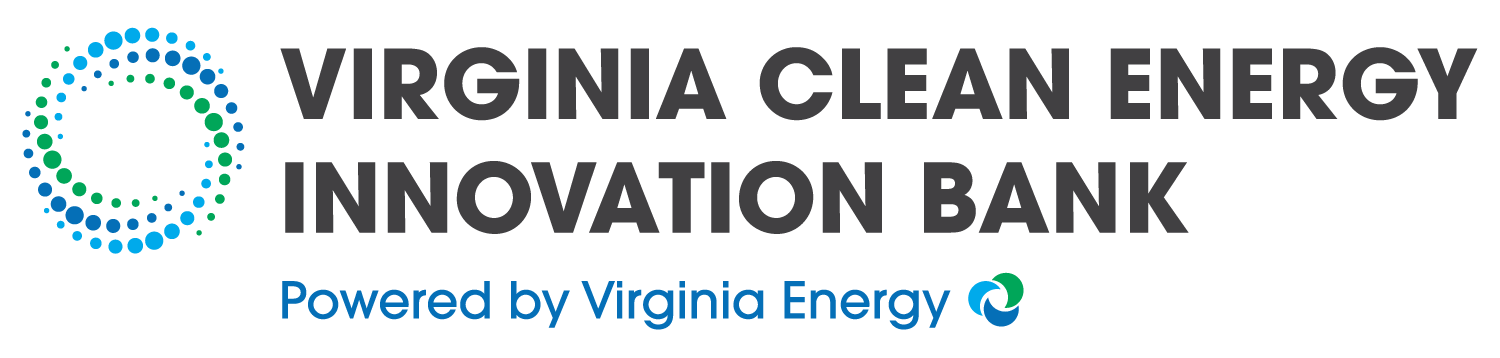 VIRGINIA CLEAN ENERGY
INNOVATION BANK
Powered by Virginia Energy